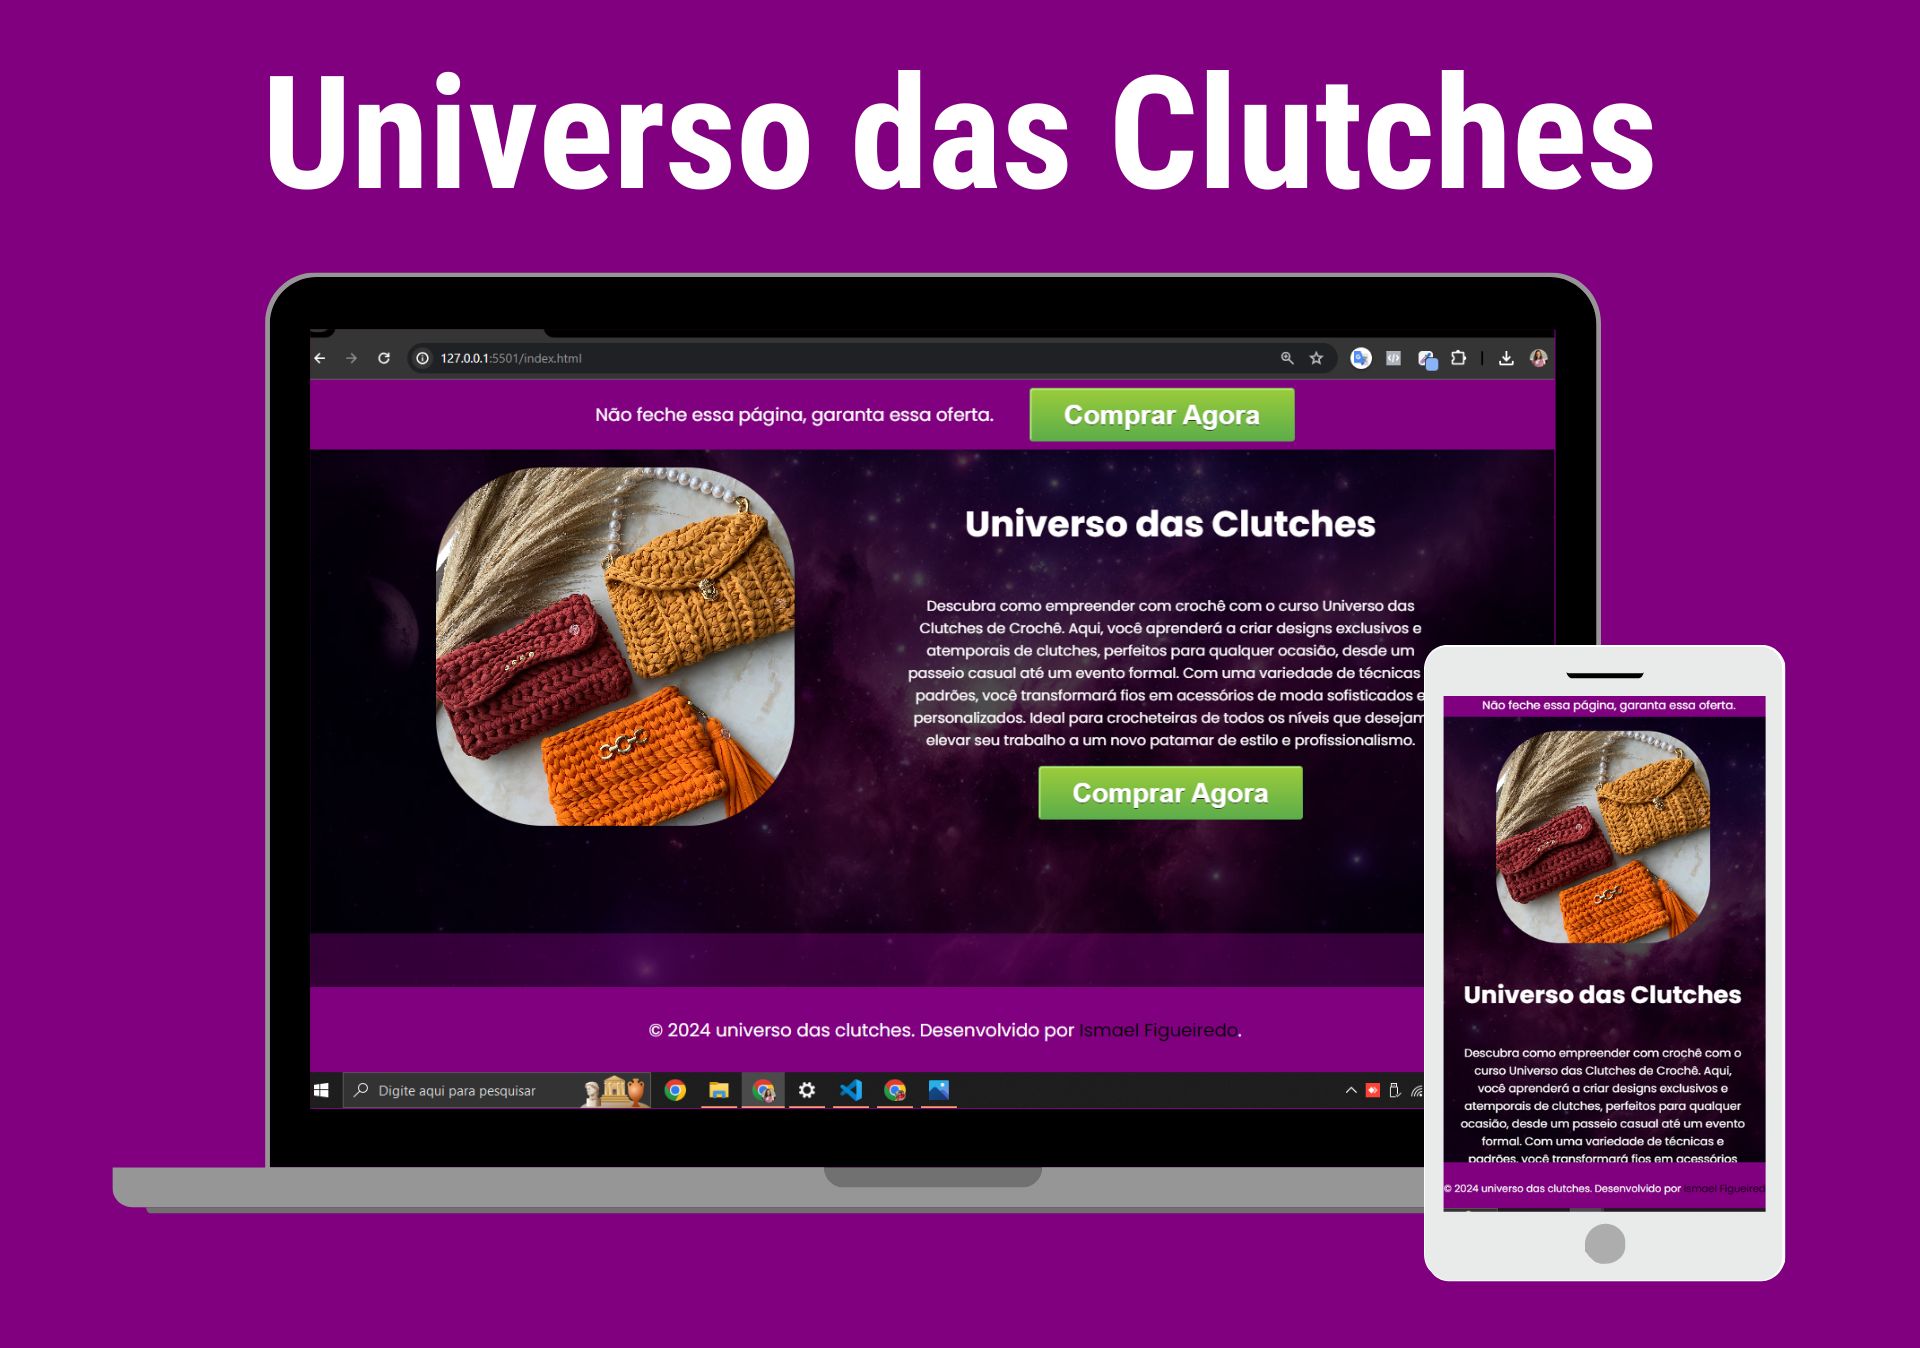 Universo das Clutches
127.0.0.1:5501/index.html
Não feche essa página, garanta essa oferta.
Comprar Agora
Universo das Clutches
Descubra como empreender com crochê com o curso Universo das
Clutches de Crochê. Aqui, você aprenderá a criar designs exclusivos e
atemporais de clutches, perfeitos para qualquer ocasião, desde um
passeio casual até um evento formal. Com uma variedade de técnicas
padrões, você transformará fios em acessórios de moda sofisticados e
personalizados. Ideal para crocheteiras de todos os níveis que desejam
elevar seu trabalho a um novo patamar de estilo e profissionalismo.
Comprar Agora
© 2024 universo das clutches. Desenvolvido por Ismael Figueiredo.
Digite aqui para pesquisar
Não feche essa página, garanta essa oferta.
Universo das Clutches
Descubra como empreender com crochê com o
curso Universo das Clutches de Crochê. Aqui,
você aprenderá a criar designs exclusivos e
atemporais de clutches, perfeitos para qualquer
ocasião, desde um passeio casual até um evento
formal. Com uma variedade de técnicas e
padrões, você transformará fios em acessórios
© 2024 universo das clutches. Desenvolvido por Ismael Figueired